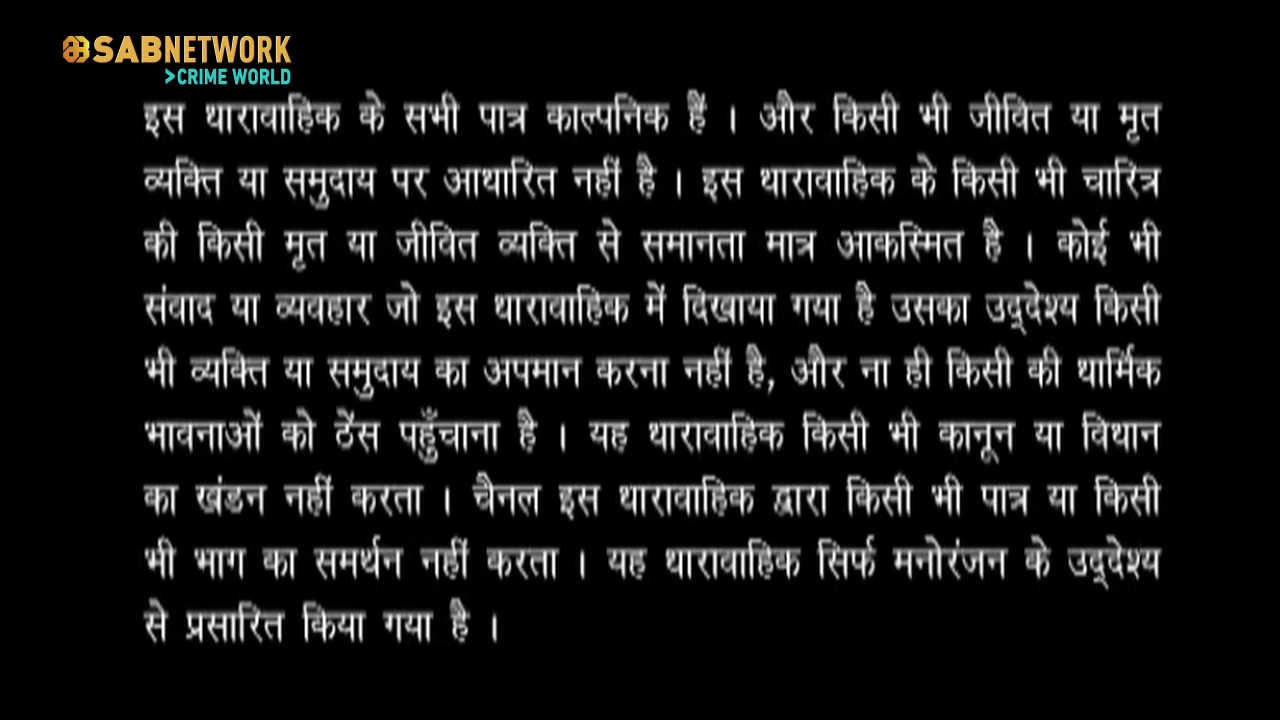 SABNETWORK
>CRIME WORLD
इस धारावाहिक के सभी पात्र काल्पनिक हैं । और किसी भी जीवित या मृत
व्यक्ति या समुदाय पर आधारित नहीं है । इस धारावाहिक के किसी भी चारित्र
की किसी मृत या जीवित व्यक्ति से समानता मात्र आकस्मित है । कोई भी
संवाद या व्यवहार जो इस धारावाहिक में दिखाया गया है उसका उद्देश्य किसी
भी व्यक्ति या समुदाय का अपमान करना नहीं है, और ना ही किसी की धार्मिक
भावनाओं को ठेंस पहुँचाना है । यह धारावाहिक किसी भी कानून या विधान
का खंडन नहीं करता । चैनल इस धारावाहिक द्वारा किसी भी पात्र या किसी
भी भाग का समर्थन नहीं करता । यह धारावाहिक सिर्फ मनोरंजन के उद्देश्य
से प्रसारित किया गया है ।